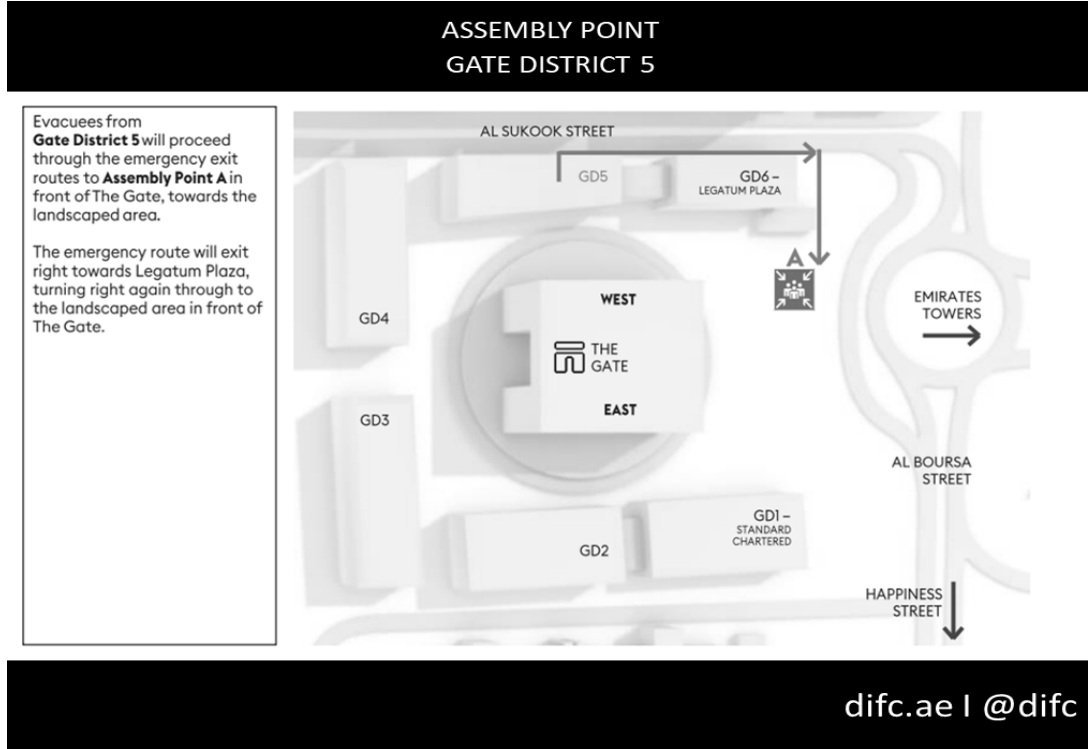 ASSEMBLY POINT
GATE DISTRICT 5
Evacuees from
Gate District 5 will proceed
through the emergency exit
routes to Assembly Point A in
front of The Gate, towards the
landscaped area.
The emergency route will exit
right towards Legatum Plaza,
turning right again through to
the landscaped area in front of
The Gate.
AL SUKOOK STREET
GD5
GD6 –
LEGATUM PLAZA
A
GD4
WEST
THE
GATE
EAST
EMIRATES
TOWERS
GD3
AL BOURSA
STREET
GD2
GD1 –
STANDARD
CHARTERED
HAPPINESS
STREET
difc.ae I @difc